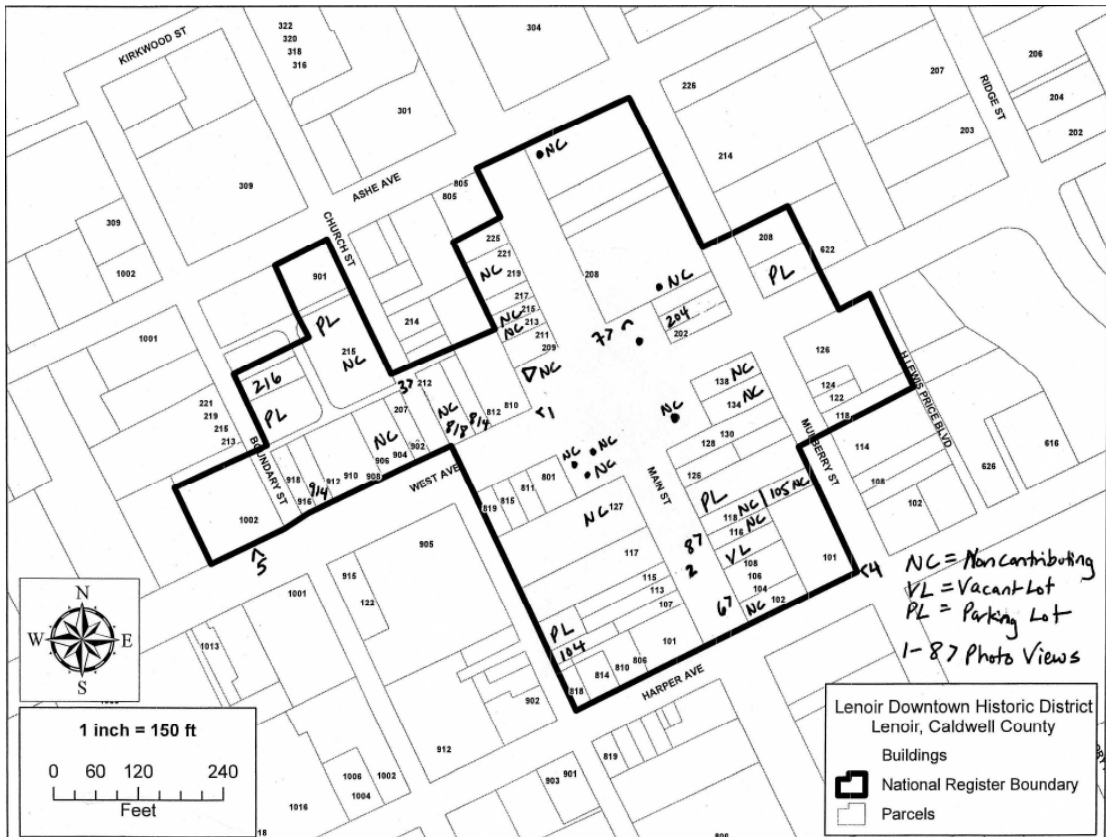 322
320
318
316
304
KIRKWOOD ST
301
226
207
206
RIDGE ST
204
203
202
214
309
ASHE AVE
805
805
NC
CHURCH ST
309
1002
901
225
221
NC
219
217
215
NC
213
NC
211
209
208
NC
208
622
PL
204
202
77
214
PL
215
NC
1001
216
PL
221
219
215
213
37
212
207
NC
818
814
812
810
NC
<1
NC
138 NC
134 NC
126
124
122
118
H LEWIS PRICE BLVD
MULBERRY ST
130
128
126
114
108
102
626
616
BOUNDARY ST
918
916
914
912
910
908
906
904
902
NC
WEST AVE
819
815
811
801
NC
NC
NC
MAIN ST
NC 127
PL
118 NC
105 NC
116 NC
VL
108
106
104
102
NC
101
<4
87
2
67
117
115
113
107
101
PL
104
818
814
810
806
HARPER AVE
1002
5
905
915
122
1001
1013
902
912
1006
1004
1002
1016
903
901
819
N
W
E
S
1 inch = 150 ft
0 60 120 240
Feet
NC = Noncontributing
VL = Vacant Lot
PL = Parking Lot
1-87 Photo Views
Lenoir Downtown Historic District
Lenoir, Caldwell County
Buildings
National Register Boundary
Parcels